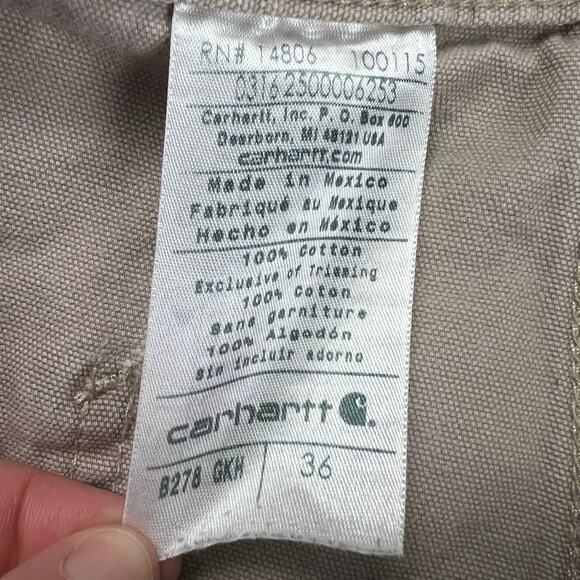 RN# 14806 100115
0316 2500006253
Carhartt, Inc. P. O. Box 600
Dearborn, MI 48121 USA
carhartt.com
Made in Mexico
Fabriqué au Mexique
Hecho en México
100% Cotton
Exclusive of Trimming
100% Coton
Sans garniture
100% Algodón
Sin incluir adorno
carhartt
B278 GKH 36